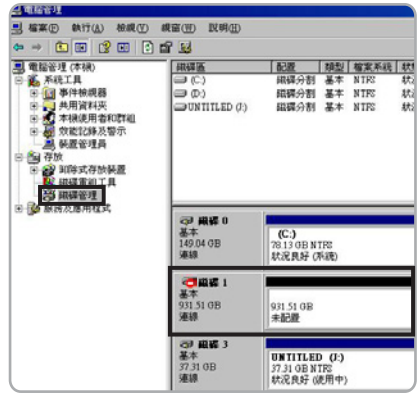 電腦管理
檔案(F) 執行(A) 檢視(V) 視窗(W) 說明(H)
電腦管理 (本機)
系統工具
事件檢視器
共用資料夾
本機使用者和群組
效能記錄及警示
裝置管理員
存放
卸除式存放裝置
磁碟重組工具
磁碟管理
服務及應用程式
磁碟區 配置 類型 檔案系統 狀
(C:) 磁碟分割 基本 NTFS 狀
(D:) 磁碟分割 基本 NTFS 狀
UNTITLED (J:) 磁碟分割 基本 NTFS 狀
磁碟 0
基本
149.04 GB
連線
(C:)
78.13 GB NTFS
狀況良好 (系統)
磁碟 1
基本
931.51 GB
連線
931.51 GB
未配置
磁碟 3
基本
37.31 GB
連線
UNTITLED (J:)
37.31 GB NTFS
狀況良好 (使用中)